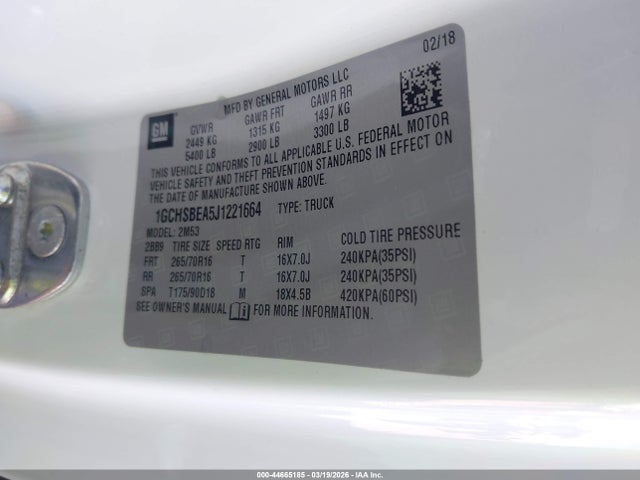 02/18
GM
MFD BY GENERAL MOTORS LLC
GVWR GAWR FRT GAWR RR
2449 KG 1315 KG 1497 KG
5400 LB 2900 LB 3300 LB
THIS VEHICLE CONFORMS TO ALL APPLICABLE U.S. FEDERAL MOTOR
VEHICLE SAFETY AND THEFT PREVENTION STANDARDS IN EFFECT ON
THE DATE OF MANUFACTURE SHOWN ABOVE.
1GCHSBEA5J1221664 TYPE: TRUCK
MODEL: 2M53
2BB9 TIRE SIZE SPEED RTG RIM COLD TIRE PRESSURE
FRT 265/70R16 T 16X7.0J 240KPA(35PSI)
RR 265/70R16 T 16X7.0J 240KPA(35PSI)
SPA T175/90D18 M 18X4.5B 420KPA(60PSI)
SEE OWNER'S MANUAL FOR MORE INFORMATION.
000-44665185 - 03/19/2026 - IAA Inc.